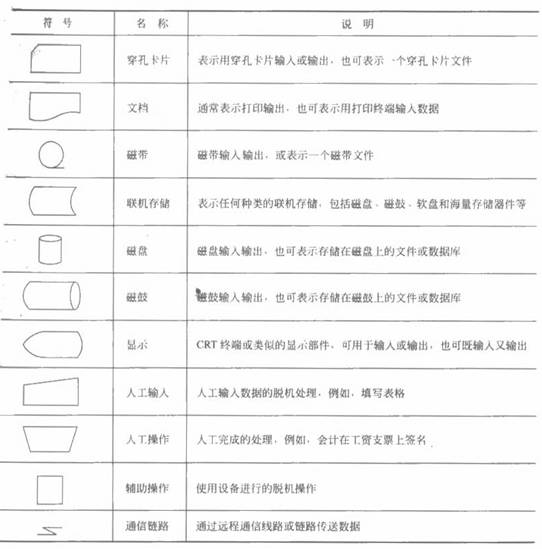 符 号 名 称 说 明
穿孔卡片 表示用穿孔卡片输入或输出，也可表示一个穿孔卡片文件
文档 通常表示打印输出，也可表示用打印终端输入数据
磁带 磁带输入输出，或表示一个磁带文件
联机存储 表示任何种类的联机存储，包括磁盘、磁鼓、软盘和海量存储器件等
磁盘 磁盘输入输出，也可表示存储在磁盘上的文件或数据库
磁鼓 磁鼓输入输出，也可表示存储在磁鼓上的文件或数据库
显示 CRT 终端或类似的显示部件，可用于输入或输出，也可既输入又输出
人工输入 人工输入数据的脱机处理，例如，填写表格
人工操作 人工完成的处理，例如，会计在工资支票上签名
辅助操作 使用设备进行的脱机操作
通信链路 通过远程通信线路或链路传送数据